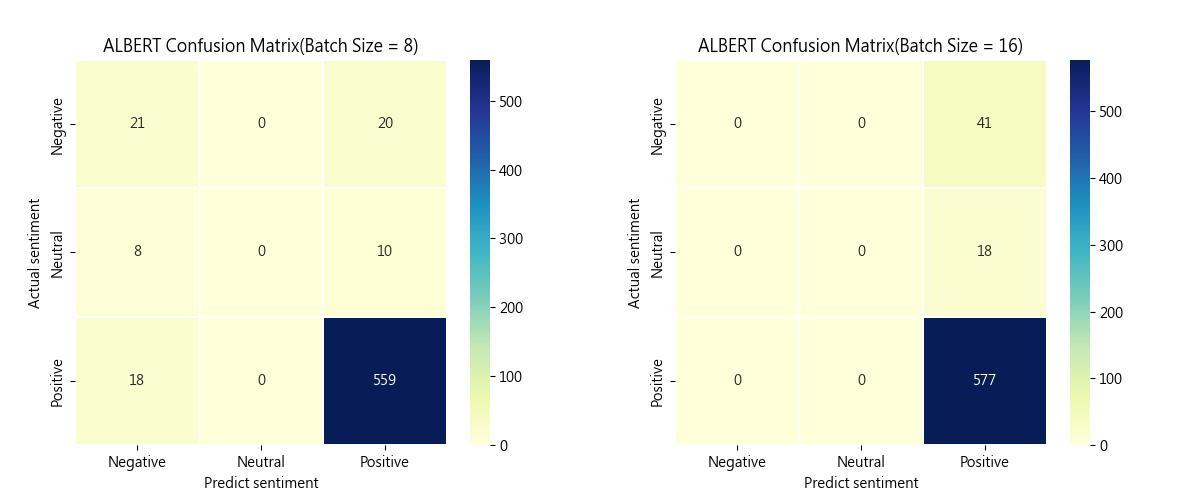 ALBERT Confusion Matrix(Batch Size = 8)
Actual sentiment
Negative
21 0 20
Neutral
8 0 10
Positive
18 0 559
Negative Neutral Positive
Predict sentiment
500
400
300
200
100
0
ALBERT Confusion Matrix(Batch Size = 16)
Actual sentiment
Negative
0 0 41
Neutral
0 0 18
Positive
0 0 577
Negative Neutral Positive
Predict sentiment
500
400
300
200
100
0